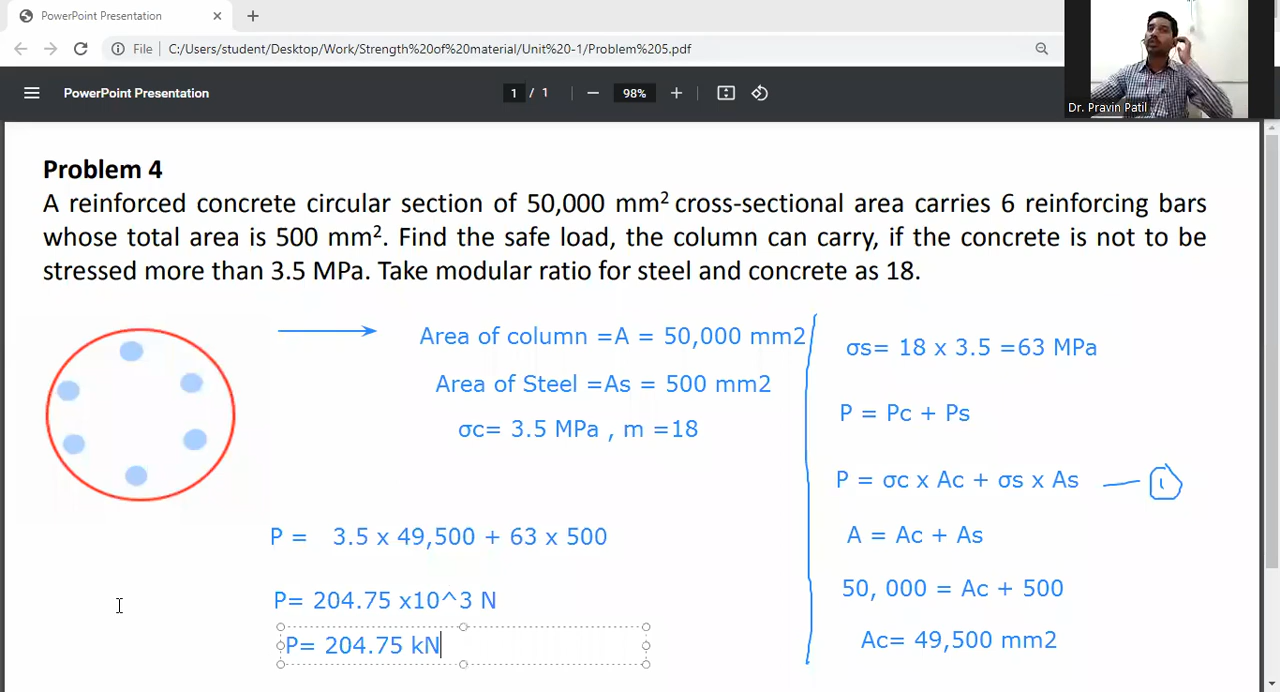 PowerPoint Presentation
File
C:/Users/student/Desktop/Work/Strength%20of%20material/Unit%20-1/Problem%205.pdf
PowerPoint Presentation
1 / 1
98%
Dr. Pravin Patil
Problem 4
A reinforced concrete circular section of 50,000 mm² cross-sectional area carries 6 reinforcing bars
whose total area is 500 mm². Find the safe load, the column can carry, if the concrete is not to be
stressed more than 3.5 MPa. Take modular ratio for steel and concrete as 18.
Area of column =A = 50,000 mm2
Area of Steel =As = 500 mm2
σc= 3.5 MPa , m =18
P = 3.5 x 49,500 + 63 x 500
P= 204.75 x10^3 N
P= 204.75 kN
σs= 18 x 3.5 =63 MPa
P = Pc + Ps
P = σc x Ac + σs x As — 1
A = Ac + As
50, 000 = Ac + 500
Ac= 49,500 mm2